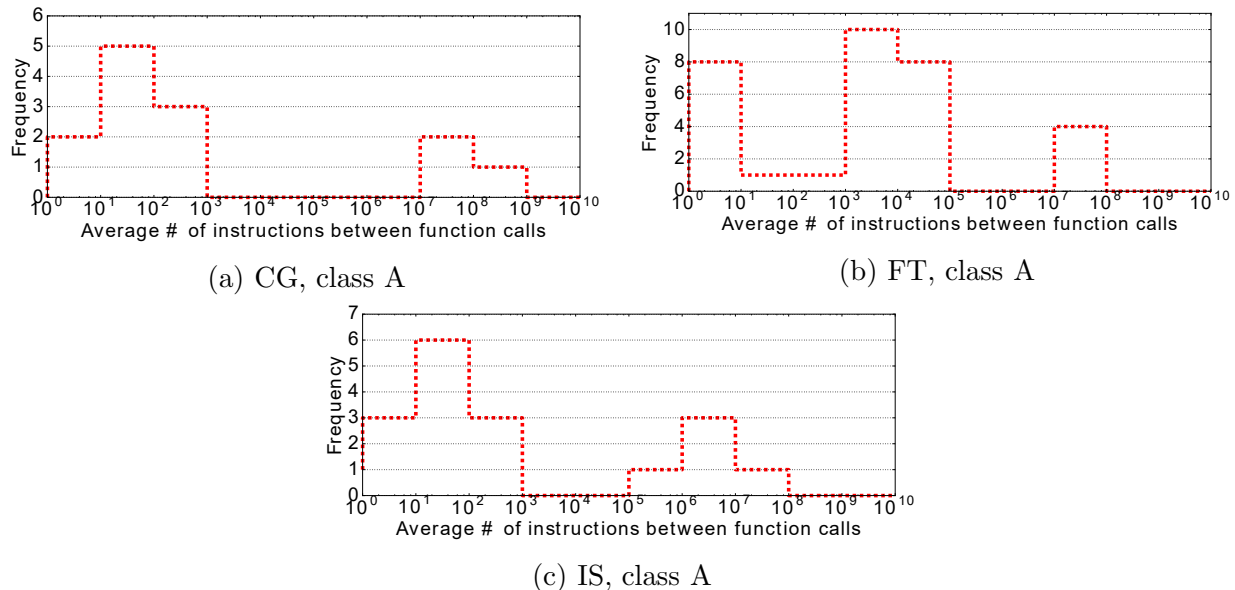 6
5
4
3
2
1
0
Frequency
10^0 10^1 10^2 10^3 10^4 10^5 10^6 10^7 10^8 10^9 10^10
Average # of instructions between function calls
(a) CG, class A
10
8
6
4
2
0
Frequency
10^0 10^1 10^2 10^3 10^4 10^5 10^6 10^7 10^8 10^9 10^10
Average # of instructions between function calls
(b) FT, class A
7
6
5
4
3
2
1
0
Frequency
10^0 10^1 10^2 10^3 10^4 10^5 10^6 10^7 10^8 10^9 10^10
Average # of instructions between function calls
(c) IS, class A